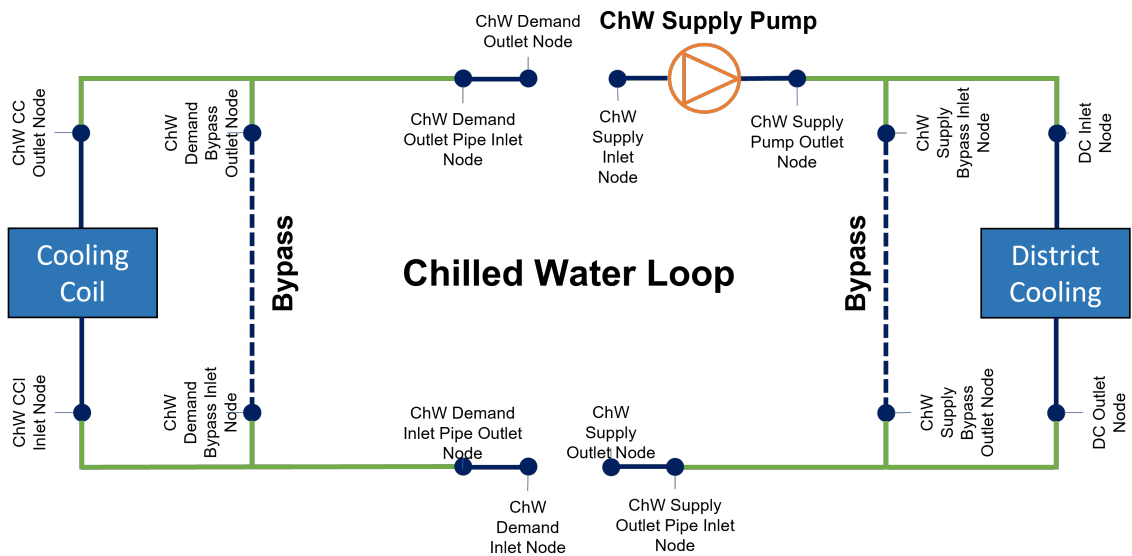 ChW Demand
Outlet Node
ChW Supply Pump
ChW Demand
Outlet Pipe Inlet
Node
ChW
Supply
Inlet
Node
ChW Supply
Pump Outlet
Node
ChW CC
Outlet Node
ChW
Demand
Bypass
Outlet Node
ChW
Supply
Bypass Inlet
Node
DC Inlet
Node
Cooling
Coil
Bypass
Chilled Water Loop
Bypass
District
Cooling
ChW CCI
Inlet Node
ChW
Demand
Bypass Inlet
Node
ChW Demand
Inlet Pipe Outlet
Node
ChW
Supply
Outlet Node
ChW
Supply
Bypass
Outlet Node
DC Outlet
Node
ChW
Demand
Inlet Node
ChW Supply
Outlet Pipe Inlet
Node